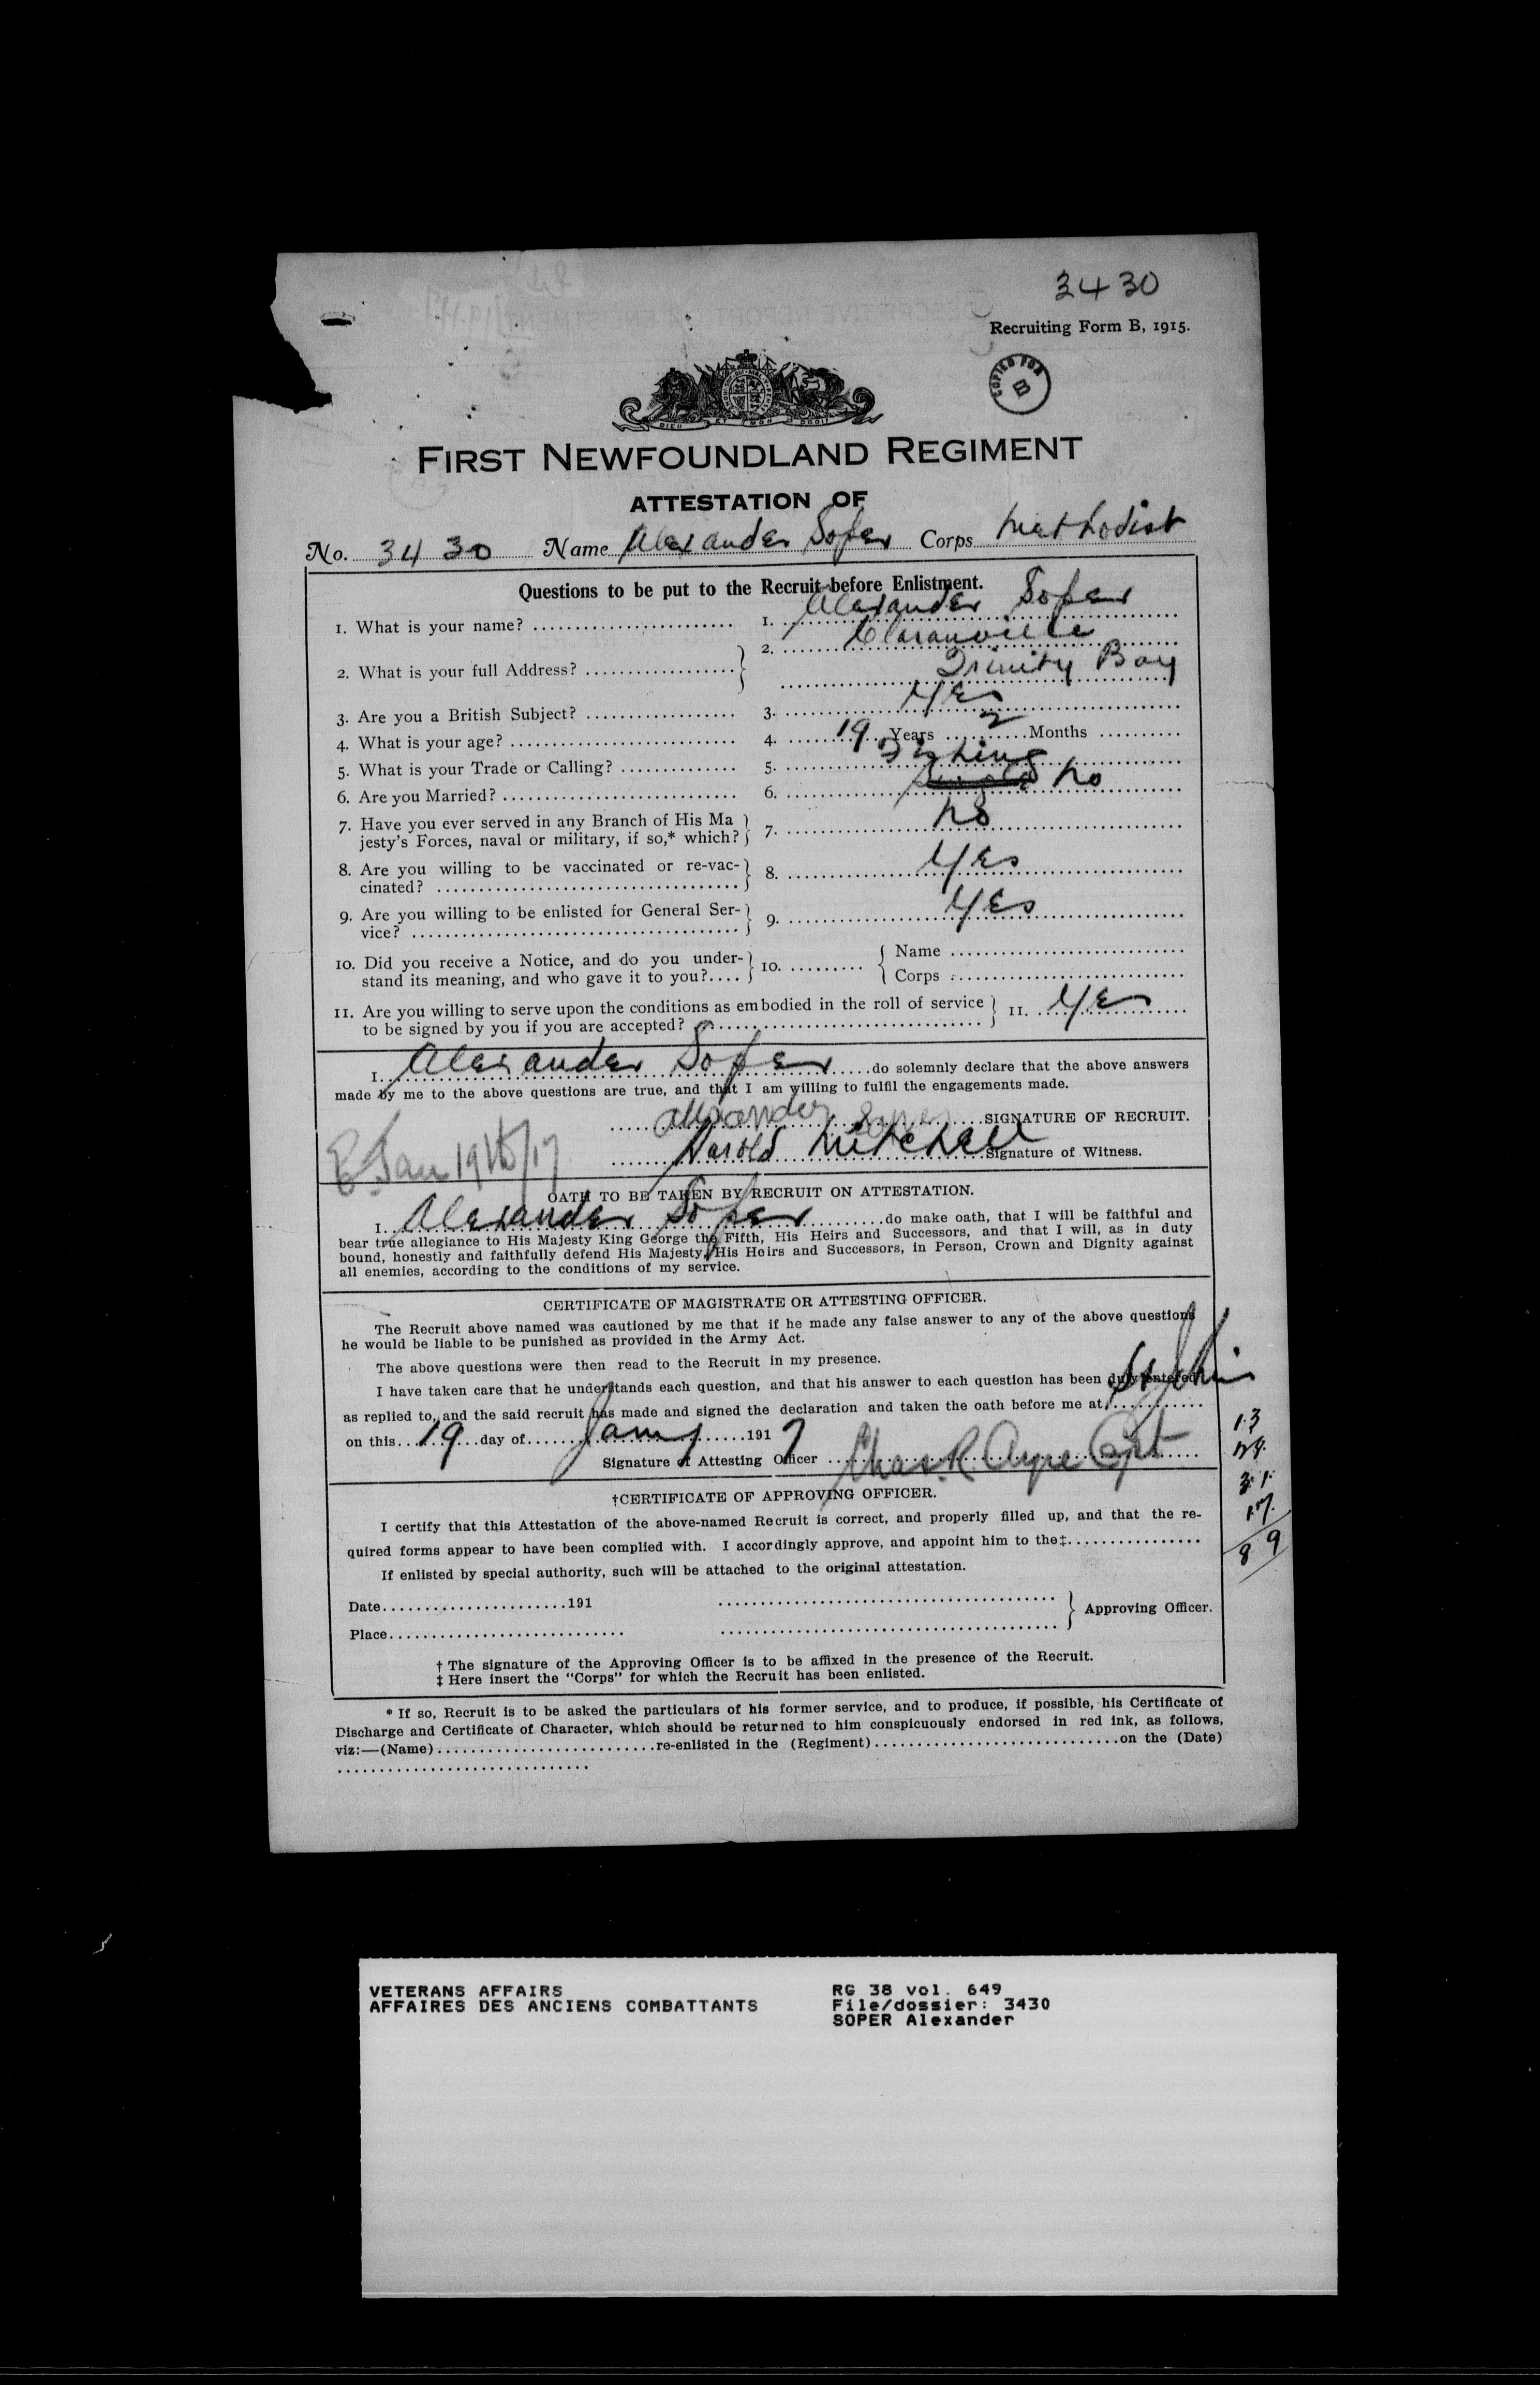 3430
Recruiting Form B, 1915.
COPIED FOR
DIEU ET MON DROIT
FIRST NEWFOUNDLAND REGIMENT
ATTESTATION OF
No. 3430 Name Alexander Soper Corps Methodist
Questions to be put to the Recruit before Enlistment.
1. What is your name? 1. Alexander Soper
2. What is your full Address? 2. Claranville
Trinity Bay
3. Are you a British Subject? 3. Yes
4. What is your age? 4. 19 Years 2 Months
5. What is your Trade or Calling? 5. Fishing
6. Are you Married? 6. No
7. Have you ever served in any Branch of His Ma
jesty's Forces, naval or military, if so,* which? 7. No
8. Are you willing to be vaccinated or re-vac-
cinated? 8. Yes
9. Are you willing to be enlisted for General Ser-
vice? 9. Yes
10. Did you receive a Notice, and do you under-
stand its meaning, and who gave it to you? 10. Name
Corps
11. Are you willing to serve upon the conditions as embodied in the roll of service
to be signed by you if you are accepted? 11. Yes
I. Alexander Soper do solemnly declare that the above answers
made by me to the above questions are true, and that I am willing to fulfil the engagements made.
Alexander Soper SIGNATURE OF RECRUIT.
Harold Mitchell Signature of Witness.
OATH TO BE TAKEN BY RECRUIT ON ATTESTATION.
I. Alexander Soper do make oath, that I will be faithful and
bear true allegiance to His Majesty King George the Fifth, His Heirs and Successors, and that I will, as in duty
bound, honestly and faithfully defend His Majesty, His Heirs and Successors, in Person, Crown and Dignity against
all enemies, according to the conditions of my service.
CERTIFICATE OF MAGISTRATE OR ATTESTING OFFICER.
The Recruit above named was cautioned by me that if he made any false answer to any of the above questions
he would be liable to be punished as provided in the Army Act.
The above questions were then read to the Recruit in my presence.
I have taken care that he understands each question, and that his answer to each question has been duly entered
as replied to, and the said recruit has made and signed the declaration and taken the oath before me at St John's
on this 19 day of Jany 1917
Signature of Attesting Officer Chas. R. Ayre Capt
13
24
31
17
89
†CERTIFICATE OF APPROVING OFFICER.
I certify that this Attestation of the above-named Recruit is correct, and properly filled up, and that the re-
quired forms appear to have been complied with. I accordingly approve, and appoint him to the‡
If enlisted by special authority, such will be attached to the original attestation.
Date 191
Place
Approving Officer.
† The signature of the Approving Officer is to be affixed in the presence of the Recruit.
‡ Here insert the "Corps" for which the Recruit has been enlisted.
* If so, Recruit is to be asked the particulars of his former service, and to produce, if possible, his Certificate of
Discharge and Certificate of Character, which should be returned to him conspicuously endorsed in red ink, as follows,
viz:—(Name) re-enlisted in the (Regiment) on the (Date)
VETERANS AFFAIRS
AFFAIRES DES ANCIENS COMBATTANTS
RG 38 vol. 649
File/dossier: 3430
SOPER Alexander